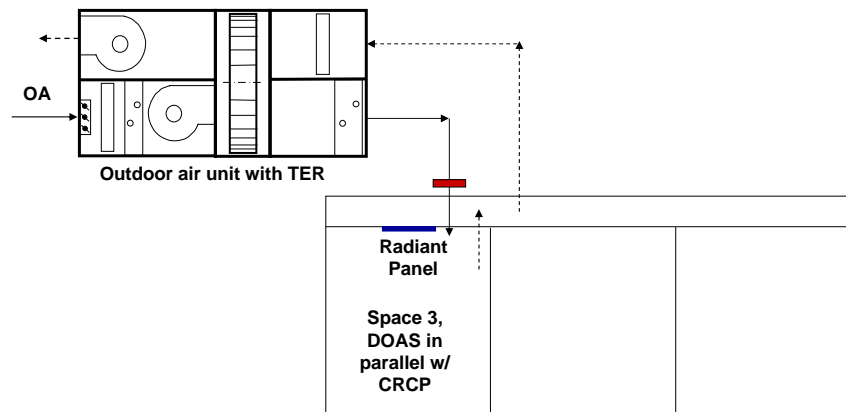 OA
Outdoor air unit with TER
Radiant
Panel
Space 3,
DOAS in
parallel w/
CRCP